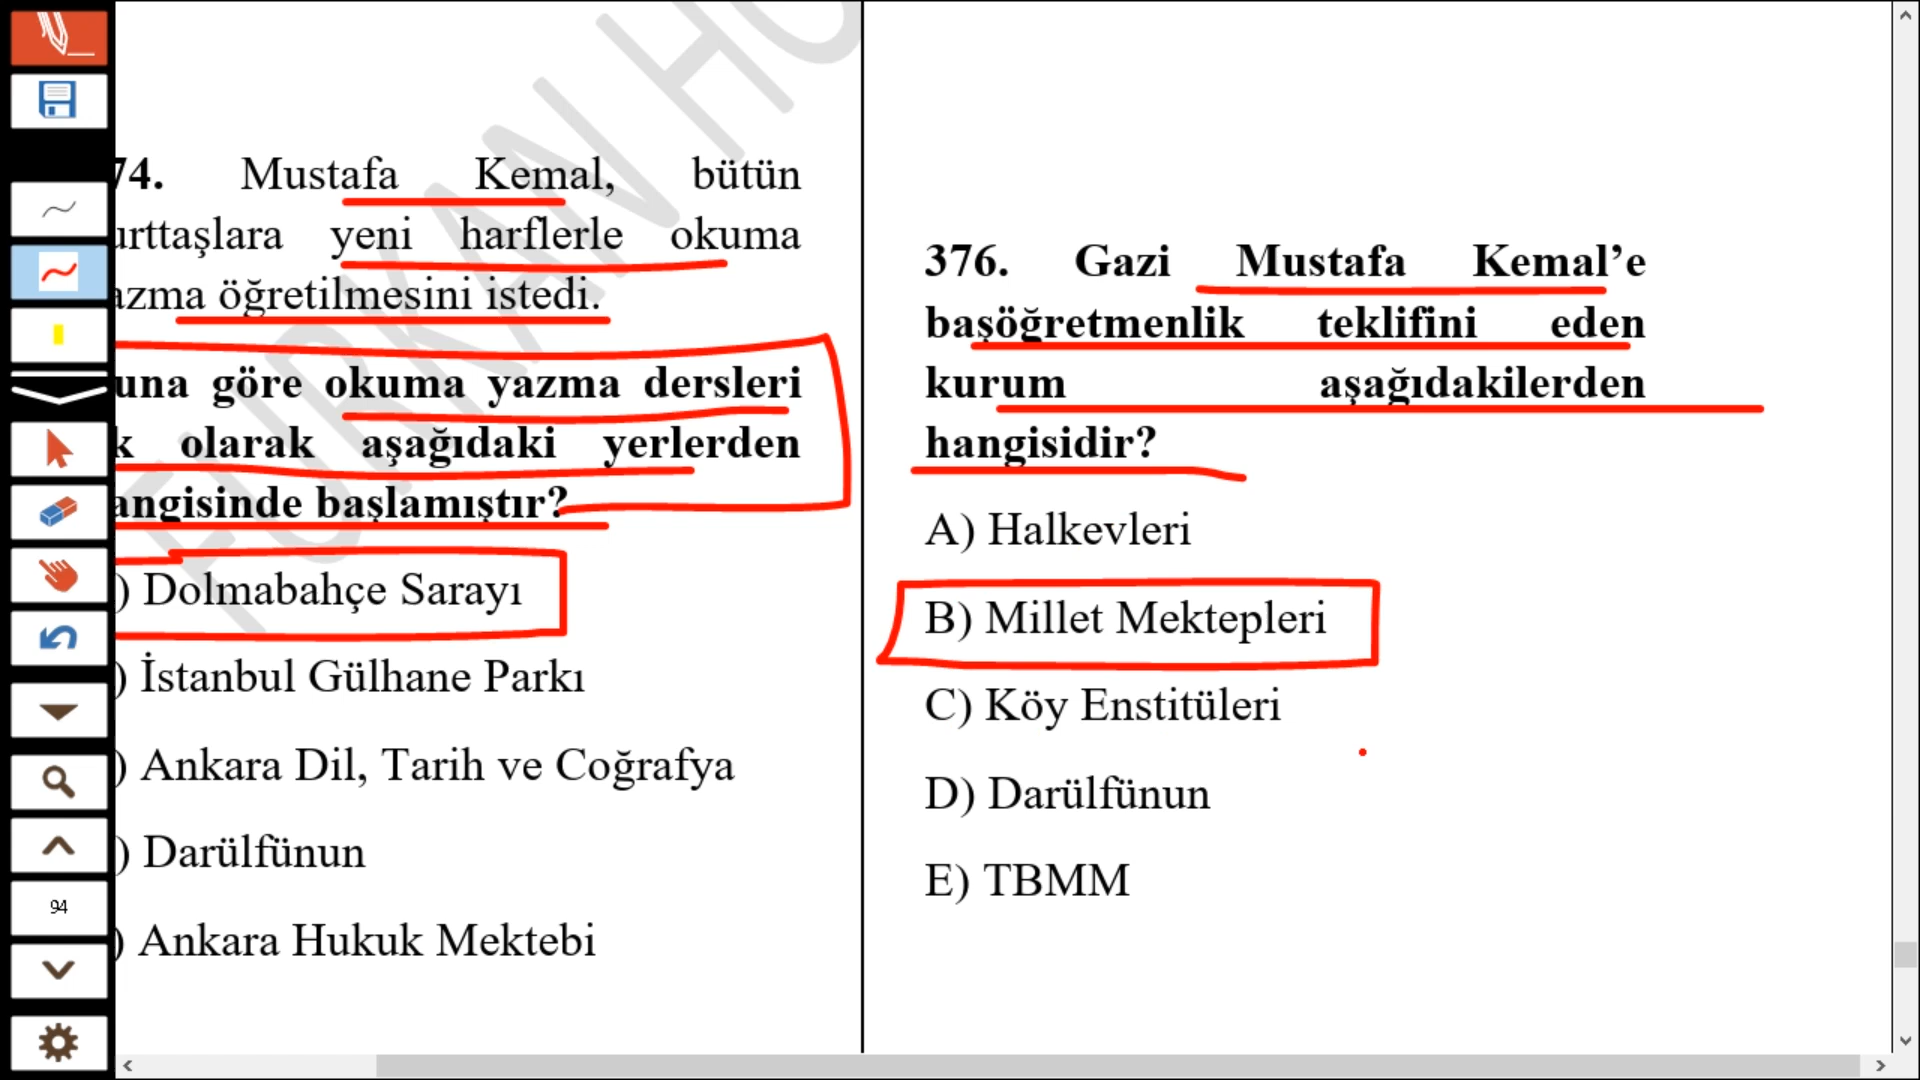 74. Mustafa Kemal, bütün
urttaşlara yeni harflerle okuma
azma öğretilmesini istedi.
una göre okuma yazma dersleri
k olarak aşağıdaki yerlerden
angisinde başlamıştır?
) Dolmabahçe Sarayı
) İstanbul Gülhane Parkı
) Ankara Dil, Tarih ve Coğrafya
) Darülfünun
) Ankara Hukuk Mektebi
376. Gazi Mustafa Kemal’e
başöğretmenlik teklifini eden
kurum aşağıdakilerden
hangisidir?
A) Halkevleri
B) Millet Mektepleri
C) Köy Enstitüleri
D) Darülfünun
E) TBMM
FURKAN HO
94